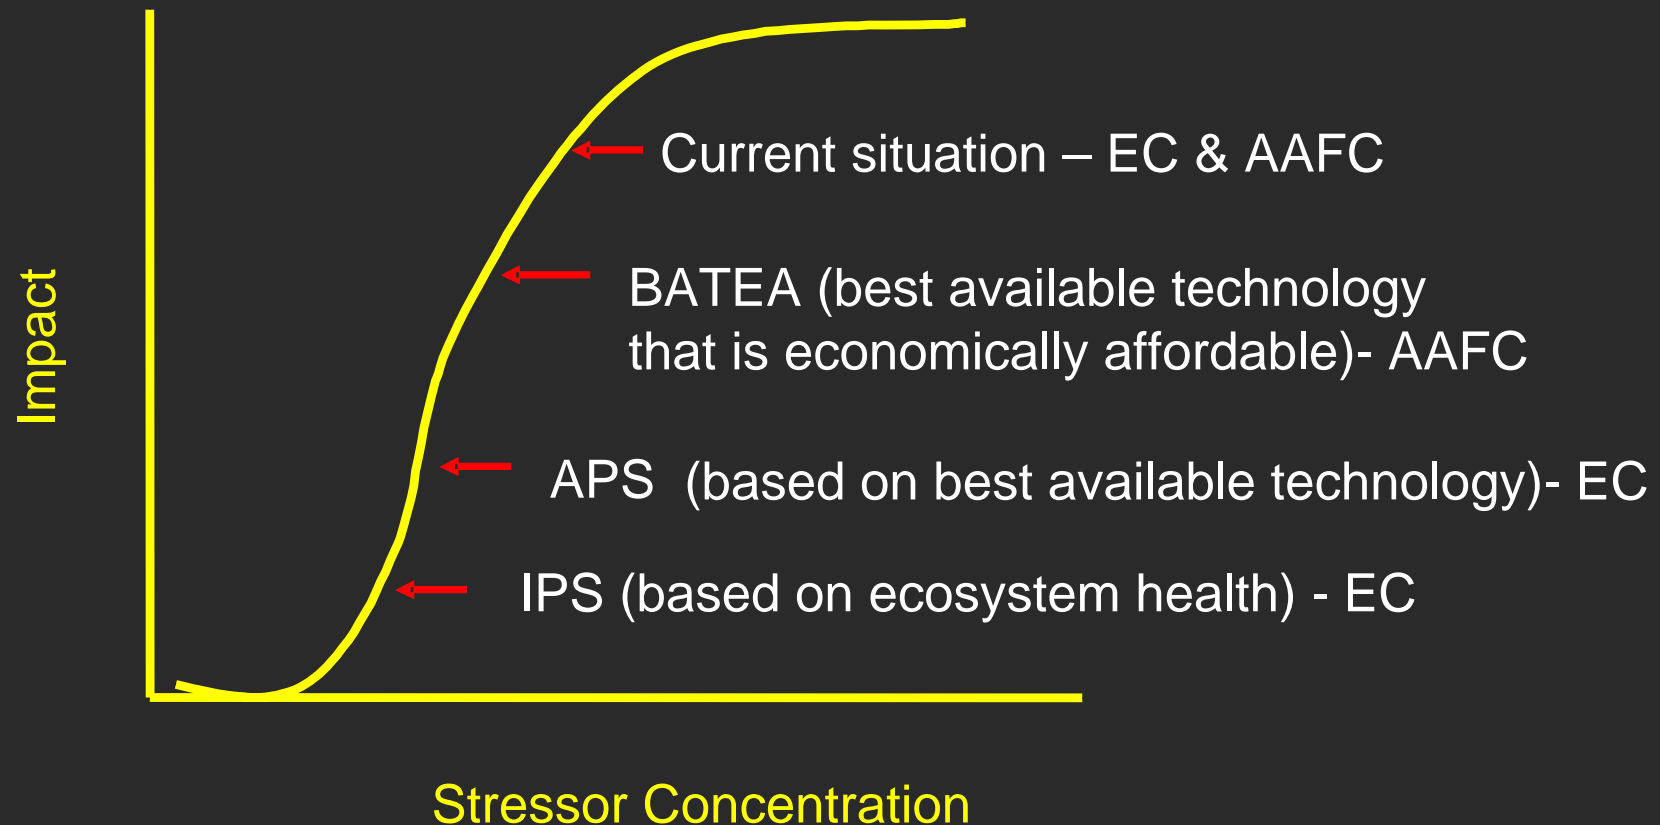 Current situation – EC & AAFC
BATEA (best available technology
that is economically affordable)- AAFC
Impact
APS (based on best available technology)- EC
IPS (based on ecosystem health) - EC
Stressor Concentration